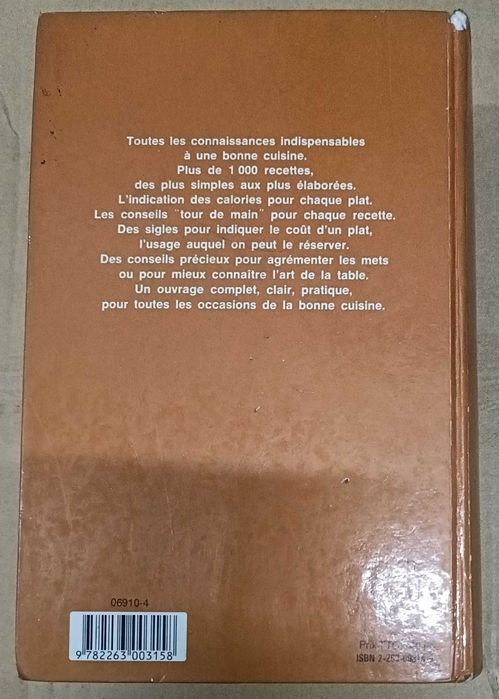 Toutes les connaissances indispensables
à une bonne cuisine.
Plus de 1 000 recettes,
des plus simples aux plus élaborées.
L'indication des calories pour chaque plat.
Les conseils "tour de main" pour chaque recette.
Des sigles pour indiquer le coût d'un plat,
l'usage auquel on peut le réserver.
Des conseils précieux pour agrémenter les mets
ou pour mieux connaître l'art de la table.
Un ouvrage complet, clair, pratique,
pour toutes les occasions de la bonne cuisine.
06910-4
9 782263 003158
Prix
ISBN